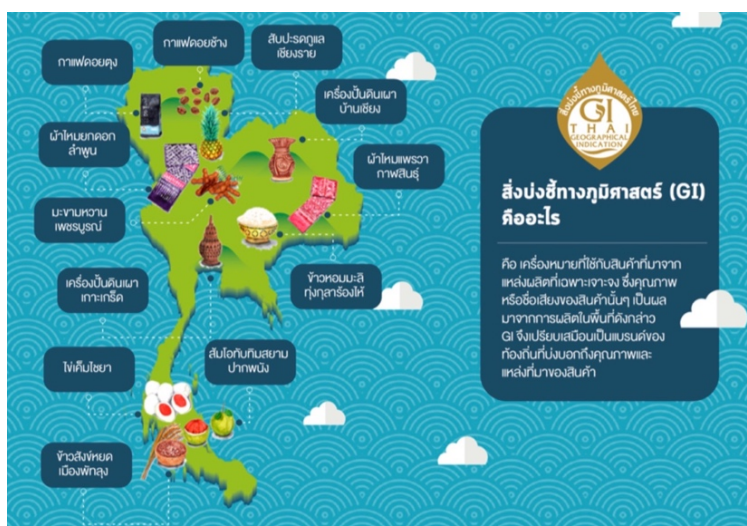 กาแฟดอยตุง
กาแฟดอยช้าง
สับปะรดภูแล
เชียงราย
เครื่องปั้นดินเผา
บ้านเชียง
ผ้าไหมยกดอก
ลำพูน
ผ้าไหมแพรวา
กาฬสินธุ์
มะขามหวาน
เพชรบูรณ์
เครื่องปั้นดินเผา
เกาะเกร็ด
ข้าวหอมมะลิ
ทุ่งกุลาร้องไห้
ไข่เค็มไชยา
ส้มโอทับทิมสยาม
ปากพนัง
ข้าวสังข์หยด
เมืองพัทลุง
สิ่งบ่งชี้ทางภูมิศาสตร์ไทย
GI
THAI
GEOGRAPHICAL
INDICATION
สิ่งบ่งชี้ทางภูมิศาสตร์ (GI)
คืออะไร
คือ เครื่องหมายที่ใช้กับสินค้าที่มาจาก
แหล่งผลิตที่เฉพาะเจาะจง ซึ่งคุณภาพ
หรือชื่อเสียงของสินค้านั้นๆ เป็นผล
มาจากการผลิตในพื้นที่ดังกล่าว
GI จึงเปรียบเสมือนเป็นแบรนด์ของ
ท้องถิ่นที่บ่งบอกถึงคุณภาพและ
แหล่งที่มาของสินค้า